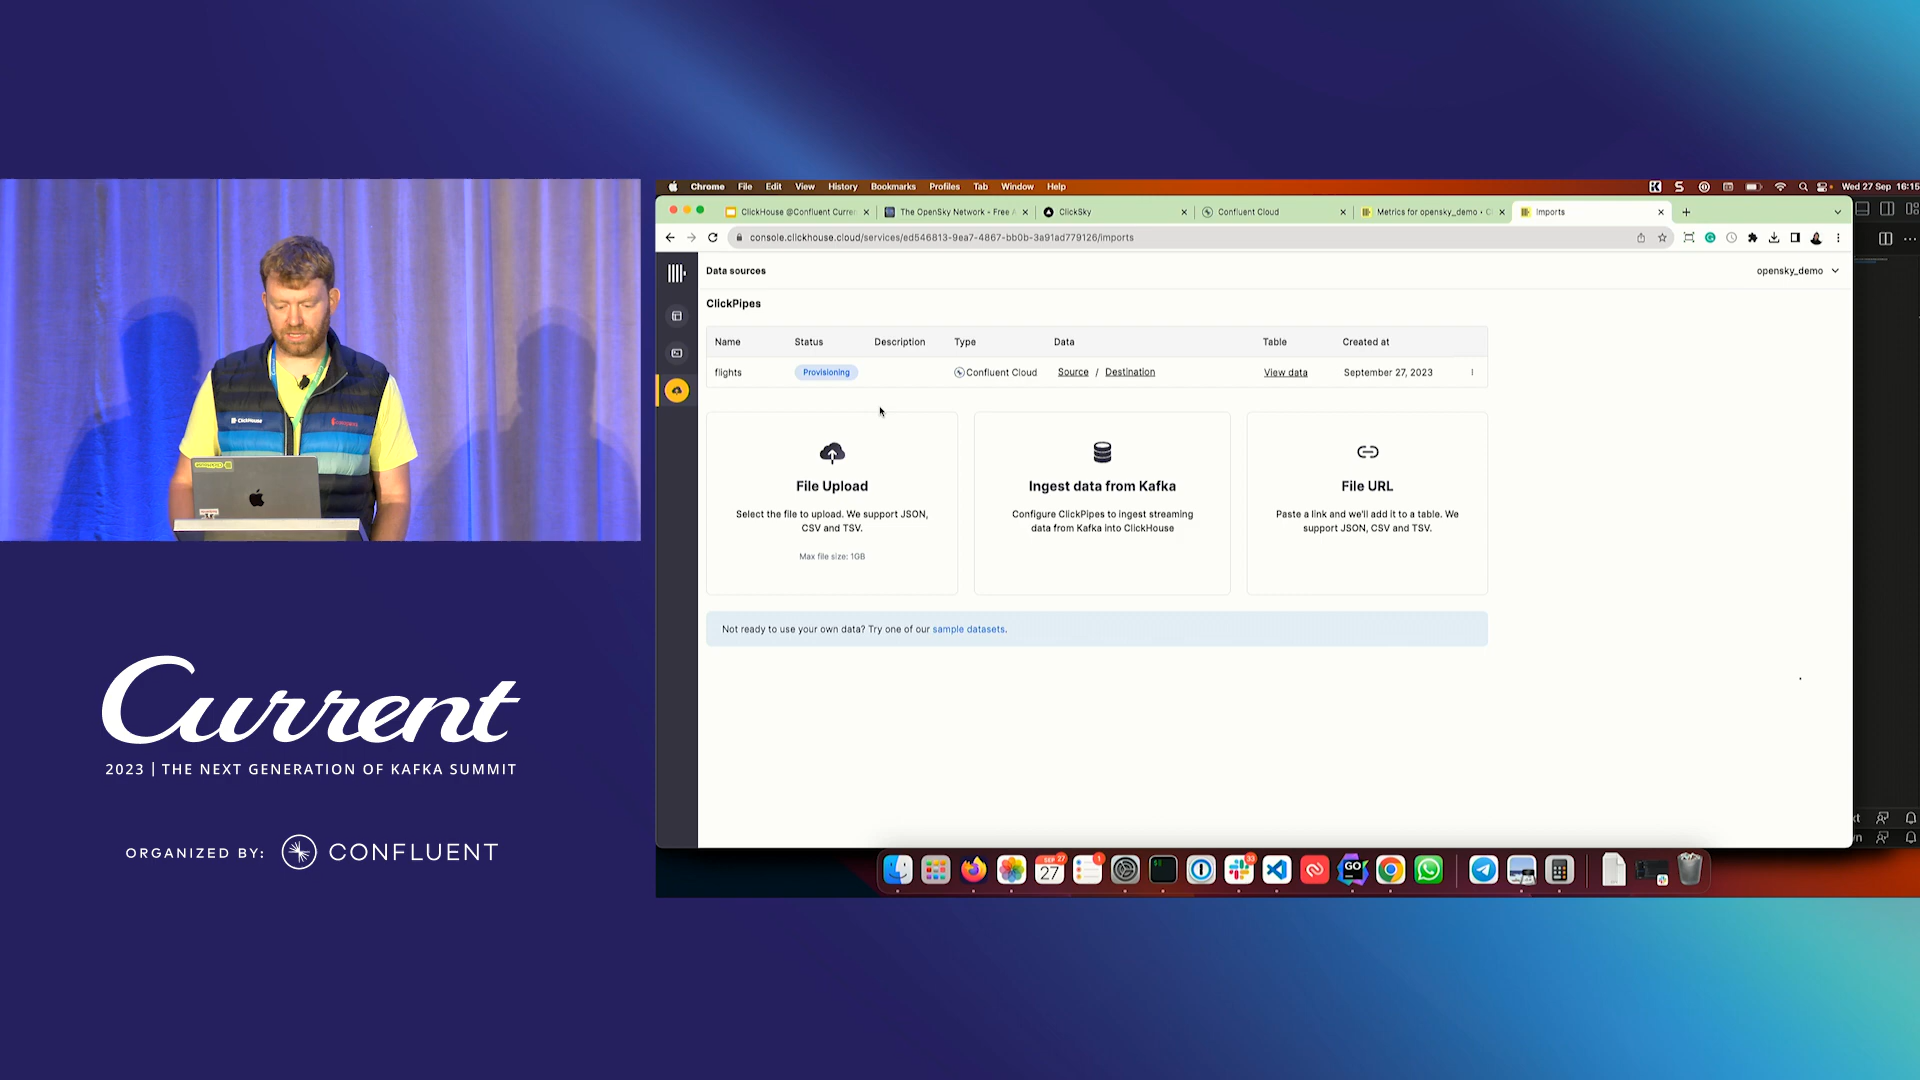 Chrome File Edit View History Bookmarks Profiles Tab Window Help
Wed 27 Sep 16:15
ClickHouse @Confluent Curre
The OpenSky Network - Free
ClickSky
Confluent Cloud
Metrics for opensky_demo •
Imports
console.clickhouse.cloud/services/ed546813-9ea7-4867-bb0b-3a91ad779126/imports
Data sources
opensky_demo
ClickPipes
Name Status Description Type Data Table Created at
flights Provisioning Confluent Cloud Source / Destination View data September 27, 2023
File Upload
Select the file to upload. We support JSON,
CSV and TSV.
Max file size: 1GB
Ingest data from Kafka
Configure ClickPipes to ingest streaming
data from Kafka into ClickHouse
File URL
Paste a link and we'll add it to a table. We
support JSON, CSV and TSV.
Not ready to use your own data? Try one of our sample datasets.
ClickHouse
SEP 27
27
1
33
GO
Current
2023 | THE NEXT GENERATION OF KAFKA SUMMIT
ORGANIZED BY: CONFLUENT